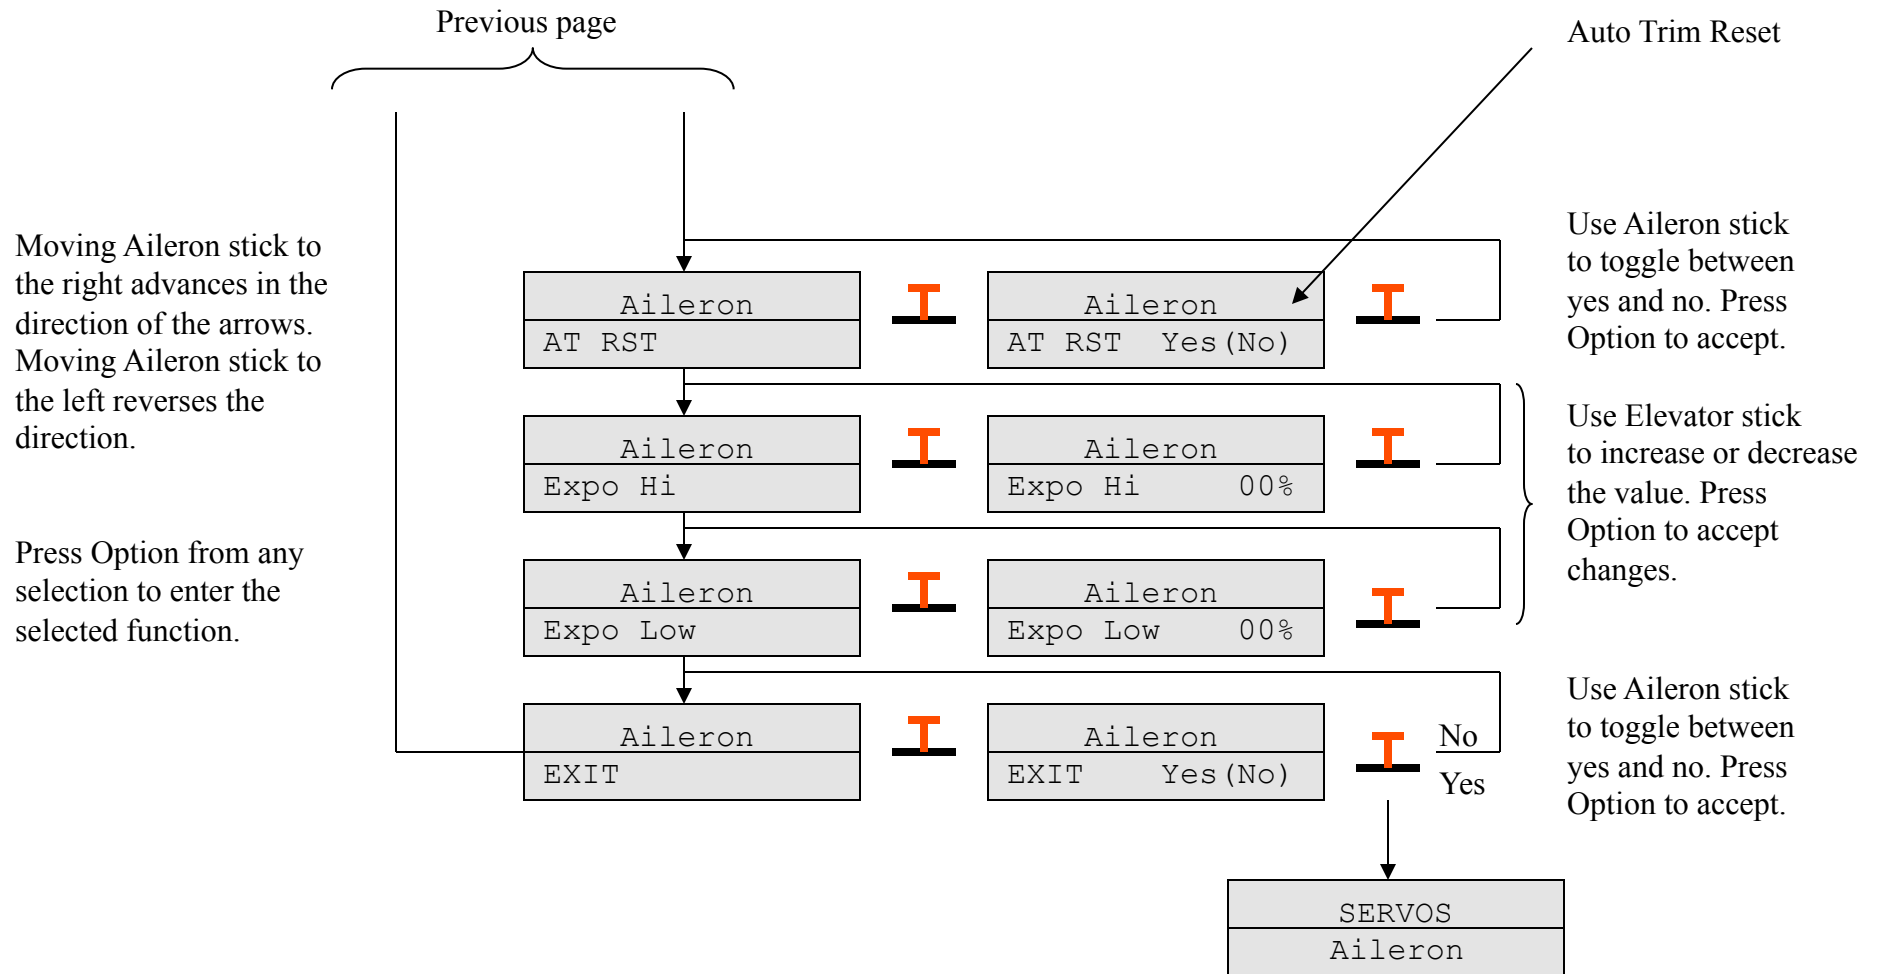 Previous page
Auto Trim Reset
Moving Aileron stick to
the right advances in the
direction of the arrows.
Moving Aileron stick to
the left reverses the
direction.
Press Option from any
selection to enter the
selected function.
Aileron
AT RST
Aileron
AT RST Yes(No)
Use Aileron stick
to toggle between
yes and no. Press
Option to accept.
Aileron
Expo Hi
Aileron
Expo Hi 00%
Use Elevator stick
to increase or decrease
the value. Press
Option to accept
changes.
Aileron
Expo Low
Aileron
Expo Low 00%
Aileron
EXIT
Aileron
EXIT Yes(No)
No
Yes
Use Aileron stick
to toggle between
yes and no. Press
Option to accept.
SERVOS
Aileron